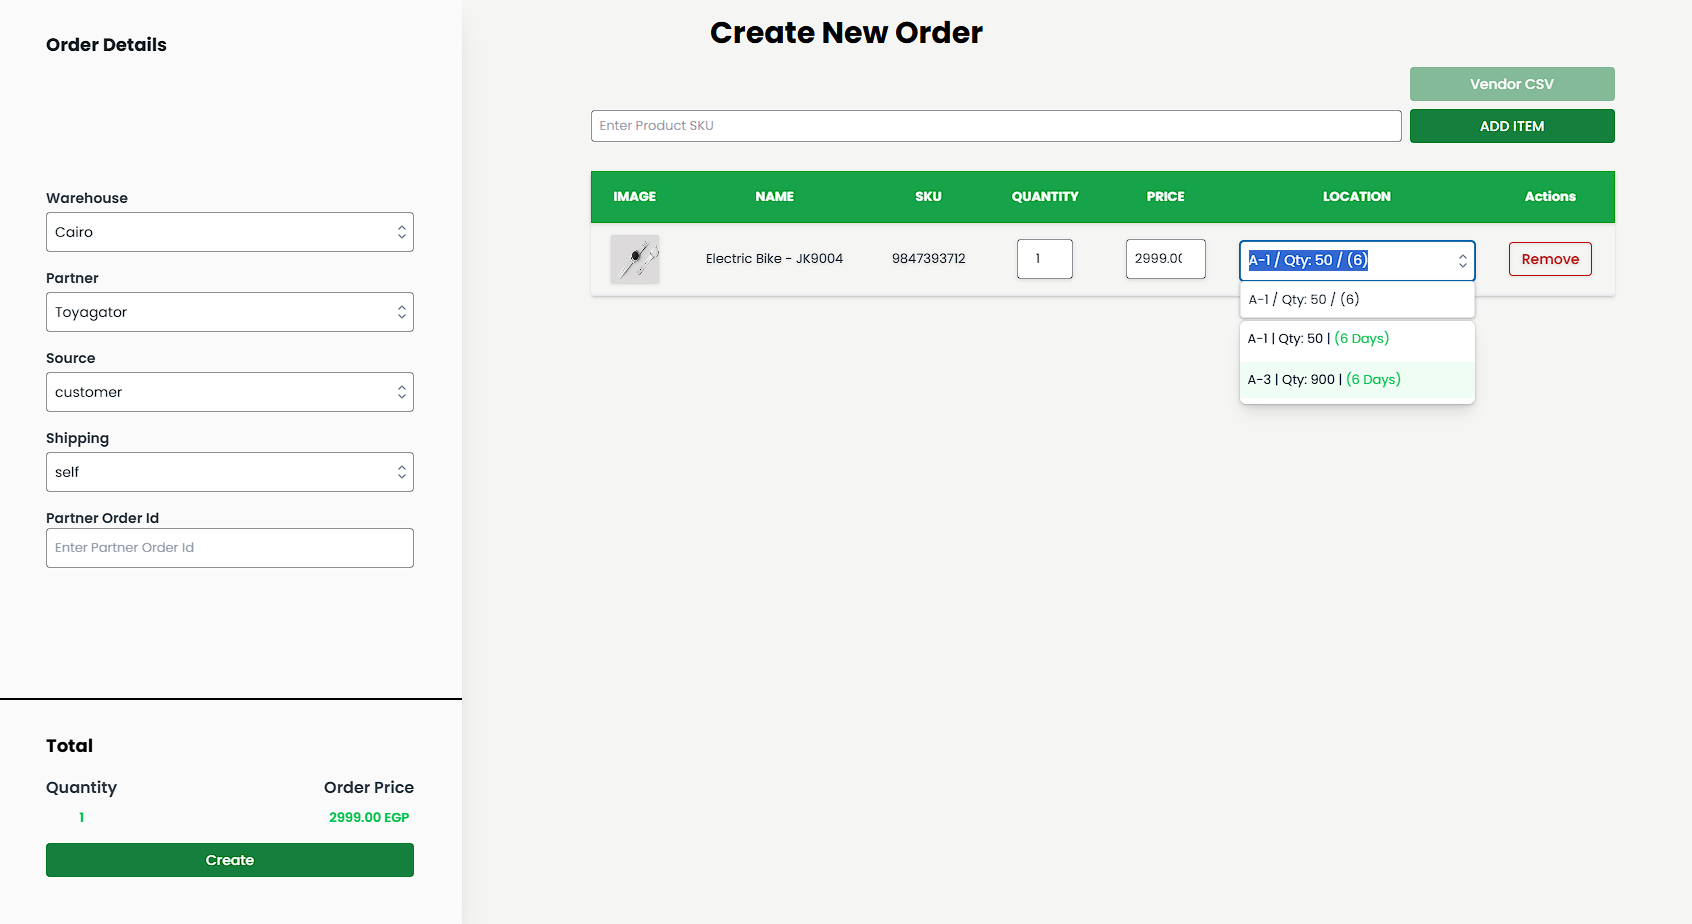 Order Details
Warehouse
Cairo
Partner
Toyagator
Source
customer
Shipping
self
Partner Order Id
Enter Partner Order Id
Total
Quantity Order Price
1 2999.00 EGP
Create
Create New Order
Vendor CSV
Enter Product SKU ADD ITEM
IMAGE NAME SKU QUANTITY PRICE LOCATION Actions
Electric Bike - JK9004 9847393712 1 2999.00 A-1 / Qty: 50 / (6) Remove
A-1 / Qty: 50 / (6)
A-1 | Qty: 50 | (6 Days)
A-3 | Qty: 900 | (6 Days)